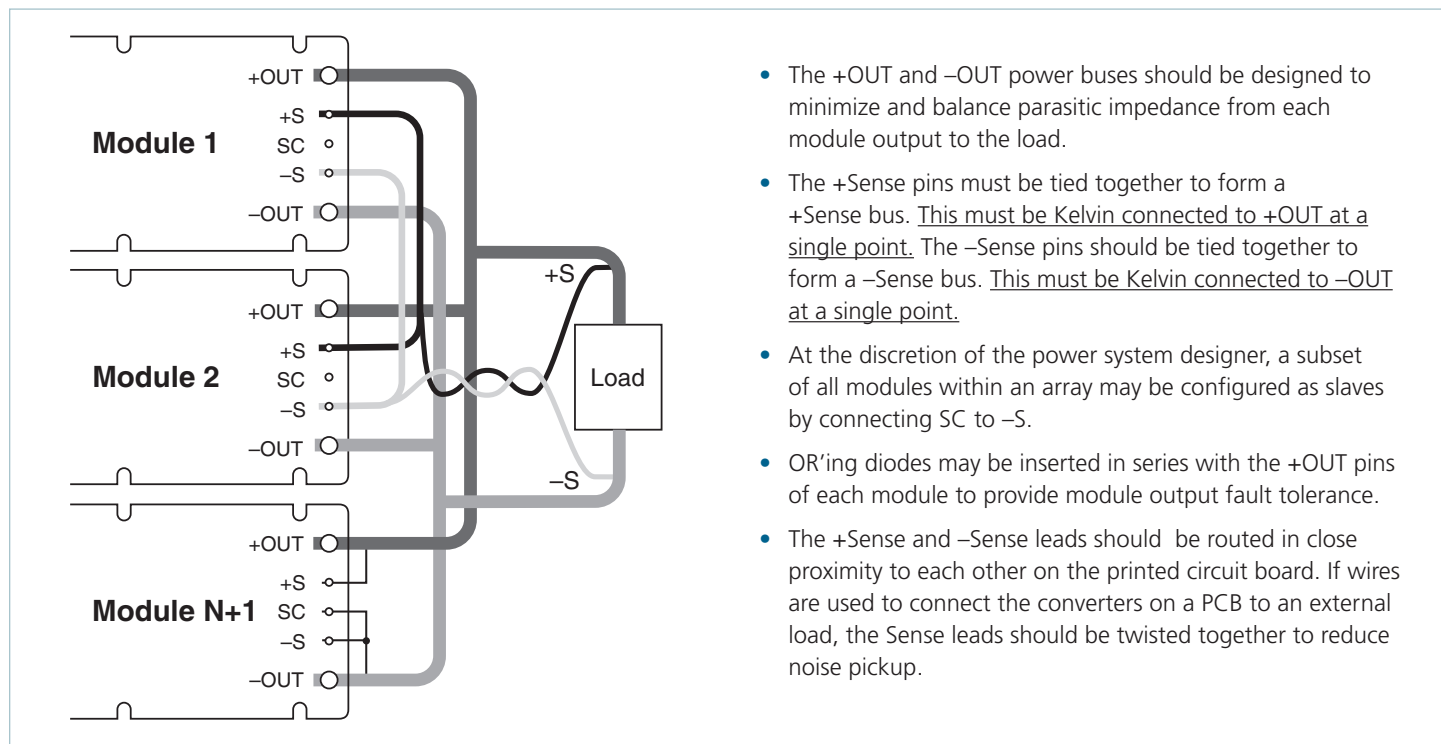 +OUT
+S
Module 1
SC
–S
–OUT
+OUT
+S
Module 2
SC
–S
–OUT
+OUT
+S
Module N+1
SC
–S
–OUT
+S
Load
–S
• The +OUT and –OUT power buses should be designed to
minimize and balance parasitic impedance from each
module output to the load.
• The +Sense pins must be tied together to form a
+Sense bus. This must be Kelvin connected to +OUT at a
single point. The –Sense pins should be tied together to
form a –Sense bus. This must be Kelvin connected to –OUT
at a single point.
• At the discretion of the power system designer, a subset
of all modules within an array may be configured as slaves
by connecting SC to –S.
• OR'ing diodes may be inserted in series with the +OUT pins
of each module to provide module output fault tolerance.
• The +Sense and –Sense leads should  be routed in close
proximity to each other on the printed circuit board. If wires
are used to connect the converters on a PCB to an external
load, the Sense leads should be twisted together to reduce
noise pickup.